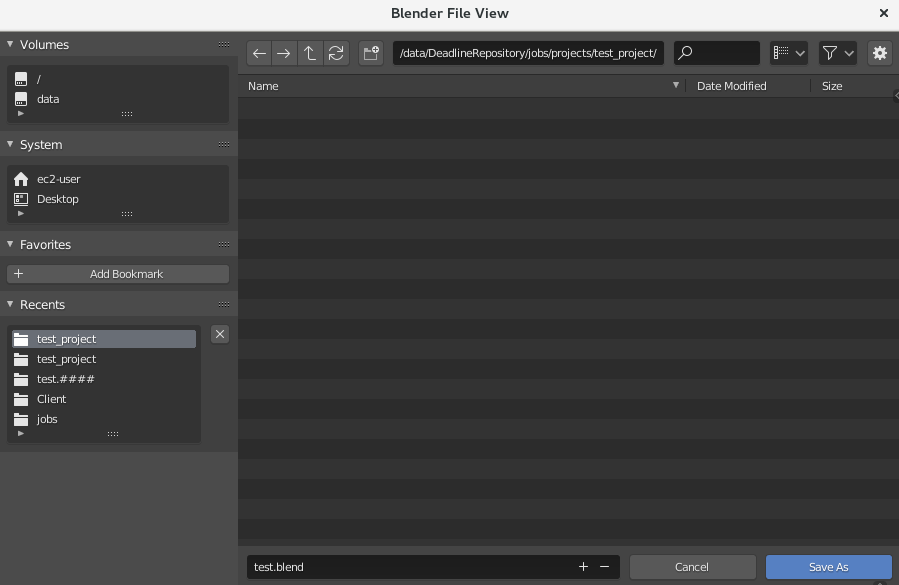 Blender File View
Volumes
/
data
System
ec2-user
Desktop
Favorites
Add Bookmark
Recents
test_project
test_project
test.####
Client
jobs
/data/DeadlineRepository/jobs/projects/test_project/
Name Date Modified Size
test.blend
Cancel Save As